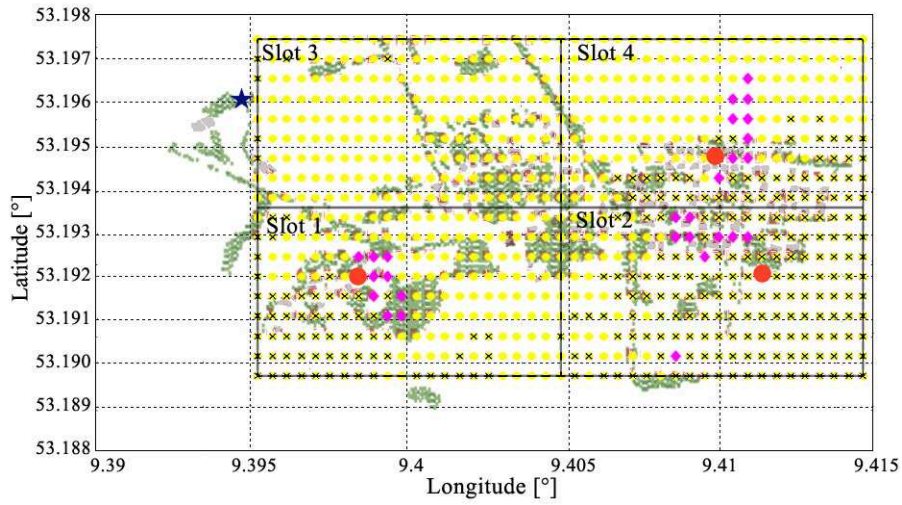 53.198
53.197
53.196
53.195
53.194
53.193
53.192
53.191
53.190
53.189
53.188
Latitude [°]
Slot 3
Slot 4
Slot 1
Slot 2
9.39
9.395
9.4
9.405
9.41
9.415
Longitude [°]